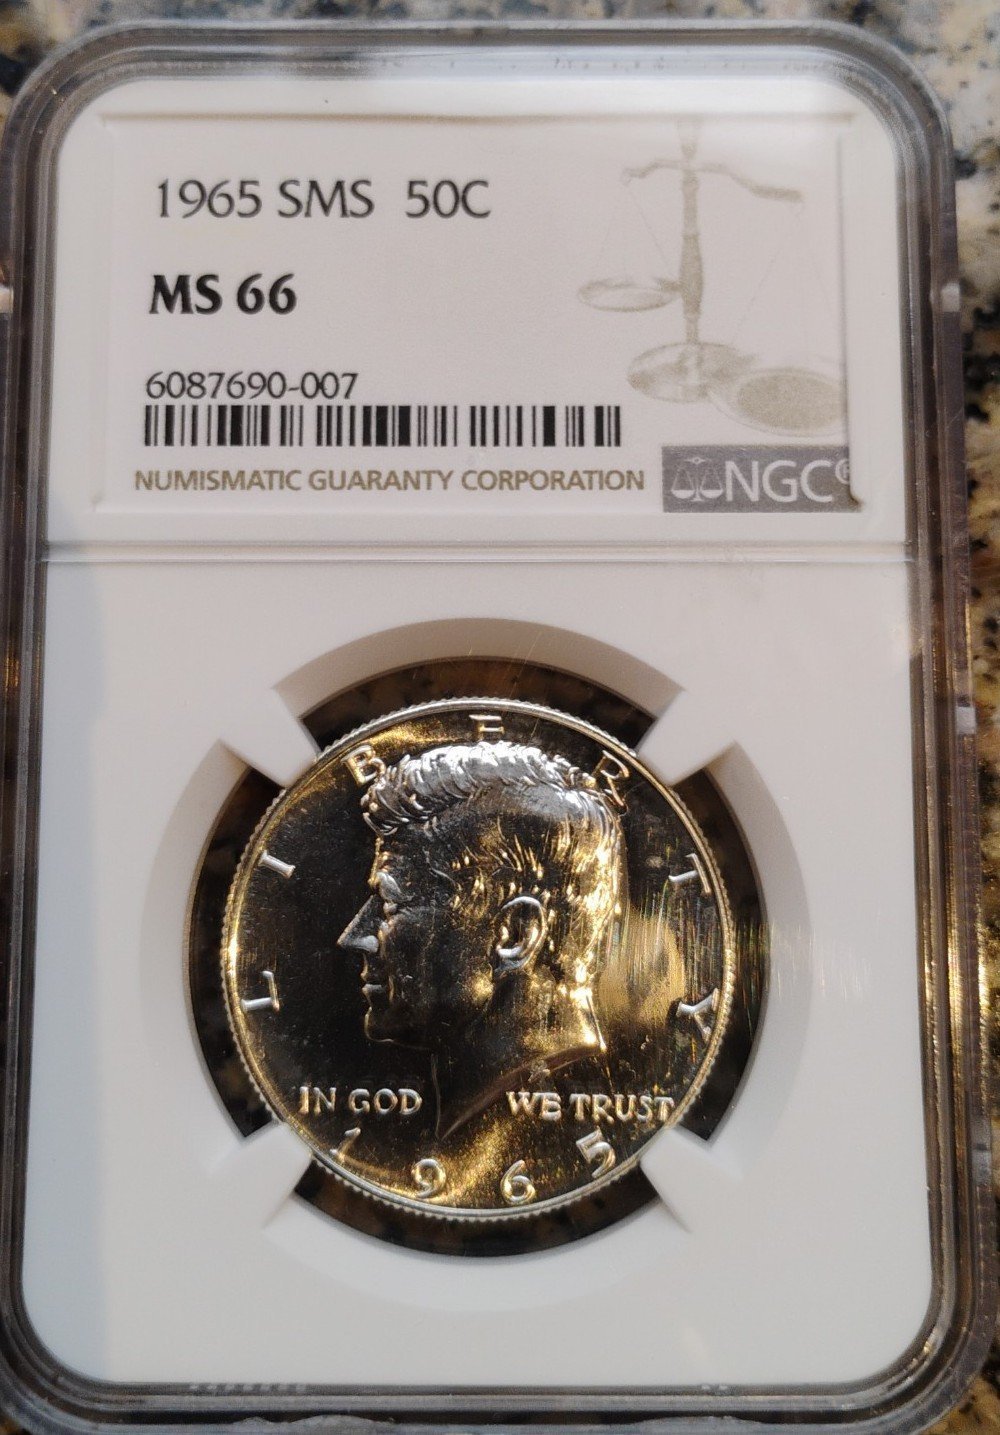 1965 SMS 50C
MS 66
6087690-007
NUMISMATIC GUARANTY CORPORATION
NGC®
LIBERTY
IN GOD WE TRUST
1965